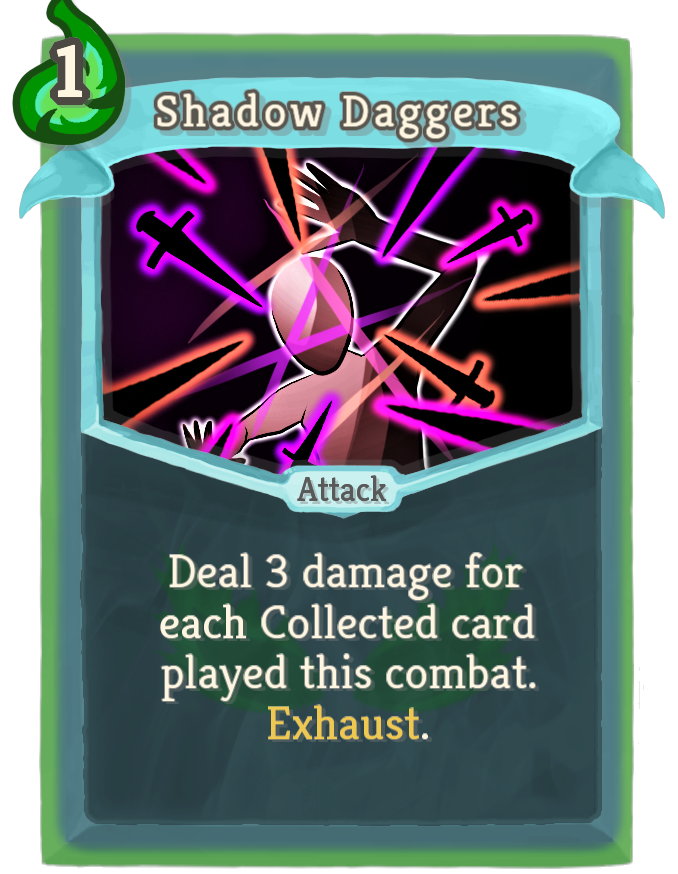 1
Shadow Daggers
Attack
Deal 3 damage for
each Collected card
played this combat.
Exhaust.